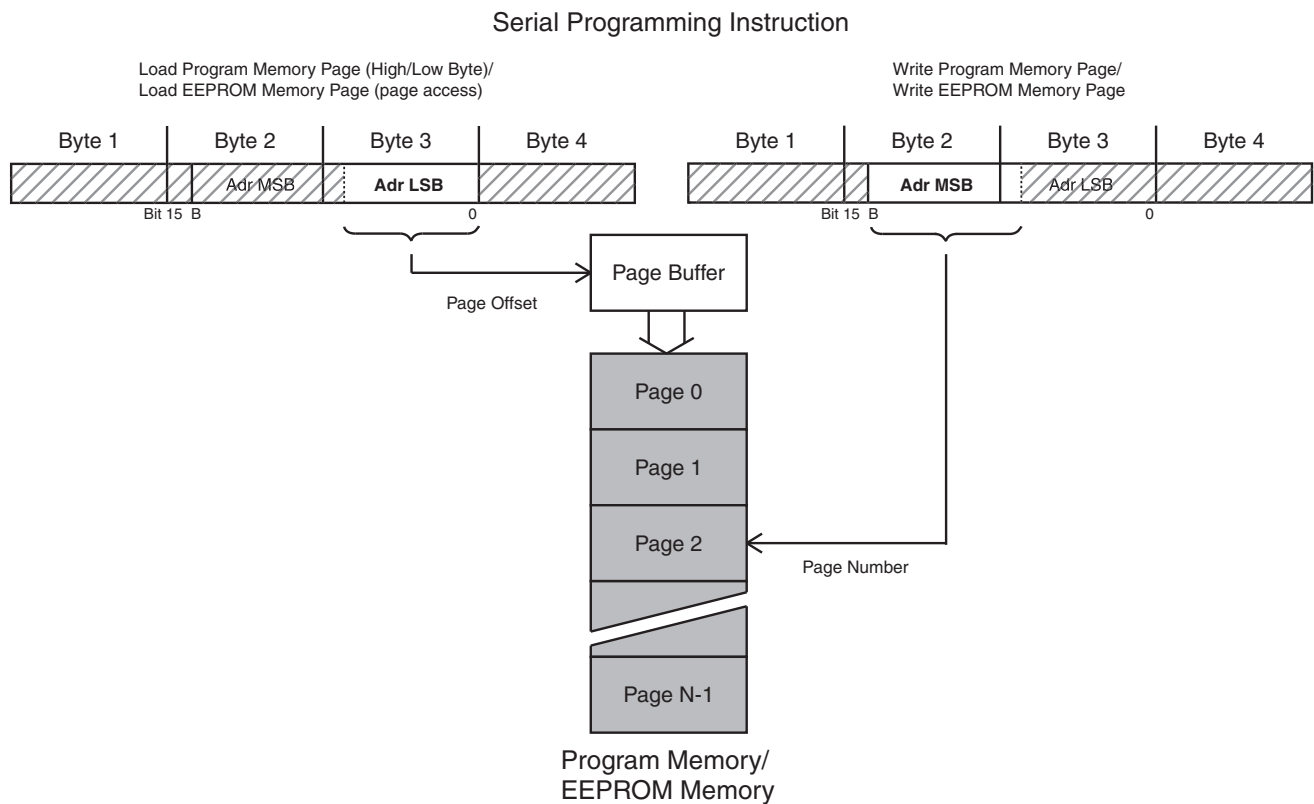 Serial Programming Instruction
Load Program Memory Page (High/Low Byte)/
Load EEPROM Memory Page (page access)
Write Program Memory Page/
Write EEPROM Memory Page
Byte 1 Byte 2 Byte 3 Byte 4
Byte 1 Byte 2 Byte 3 Byte 4
Adr MSB Adr LSB
Adr MSB Adr LSB
Bit 15 B 0
Bit 15 B 0
Page Buffer
Page Offset
Page 0
Page 1
Page 2
Page Number
Page N-1
Program Memory/
EEPROM Memory